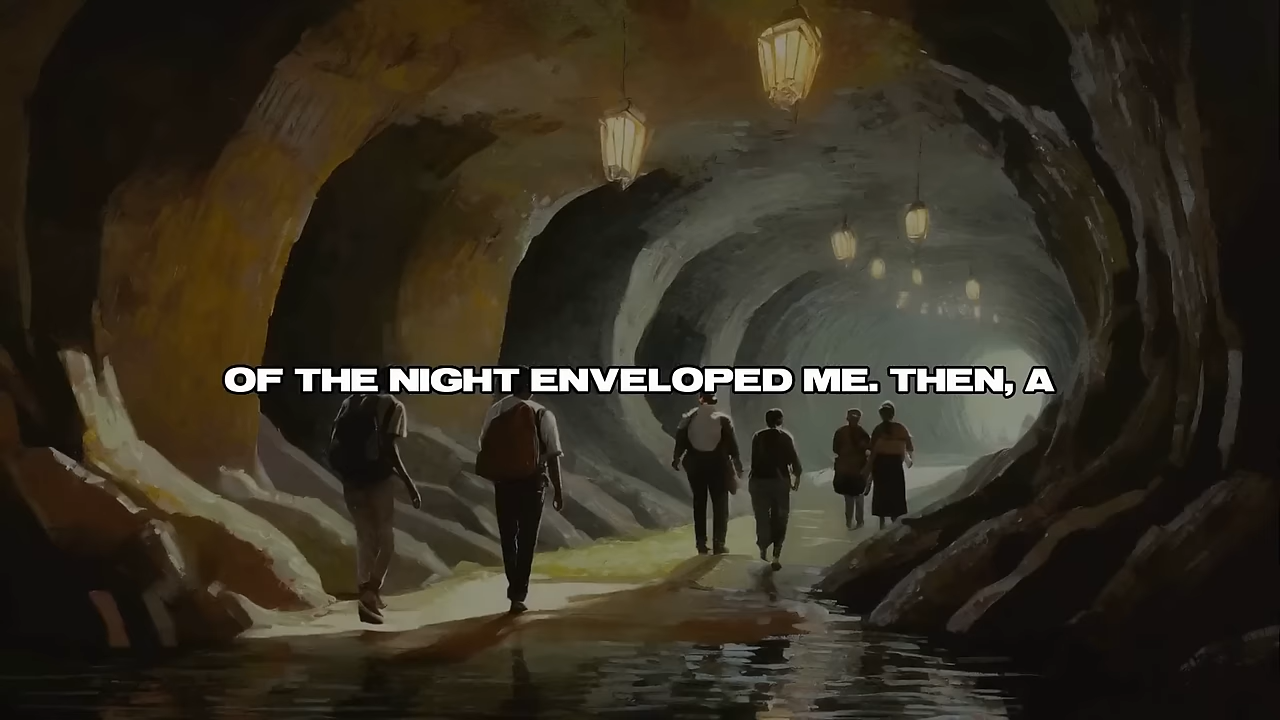 OF THE NIGHT ENVELOPED ME. THEN, A